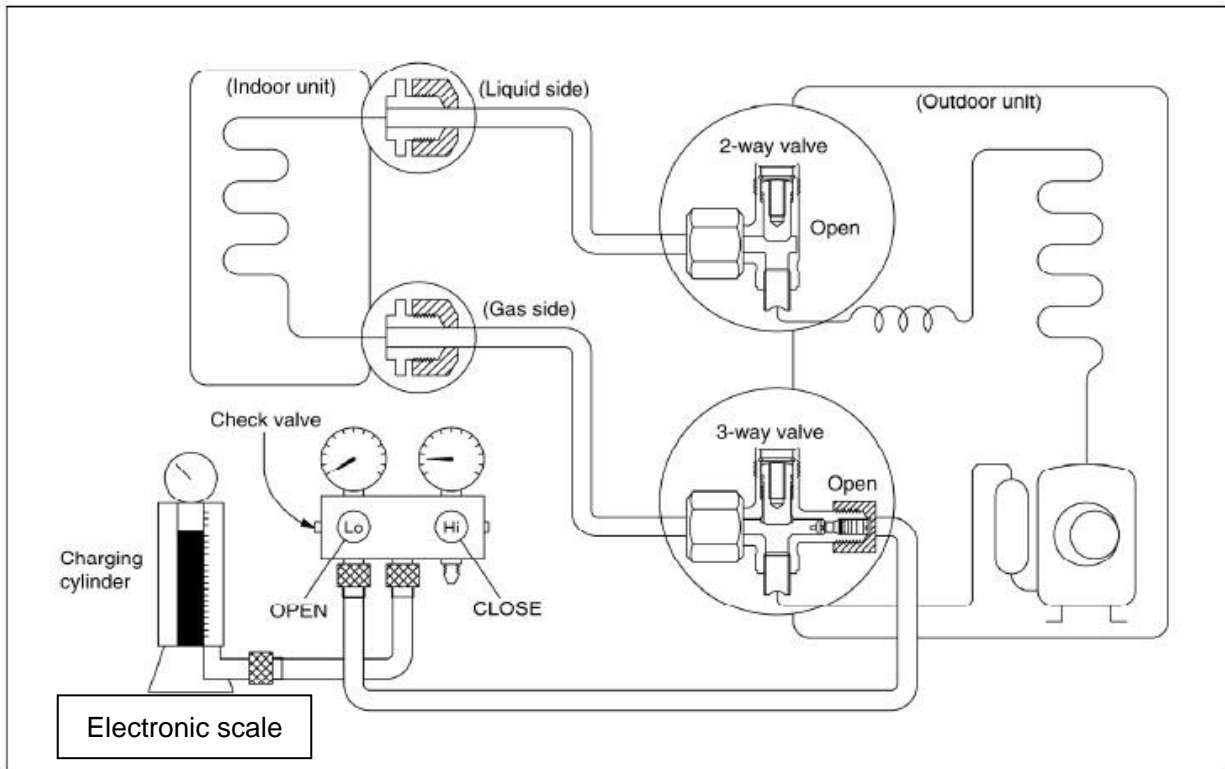 (Indoor unit)
(Liquid side)
(Outdoor unit)
2-way valve
Open
(Gas side)
Check valve
3-way valve
Open
Lo
Hi
Charging
cylinder
OPEN
CLOSE
Electronic scale